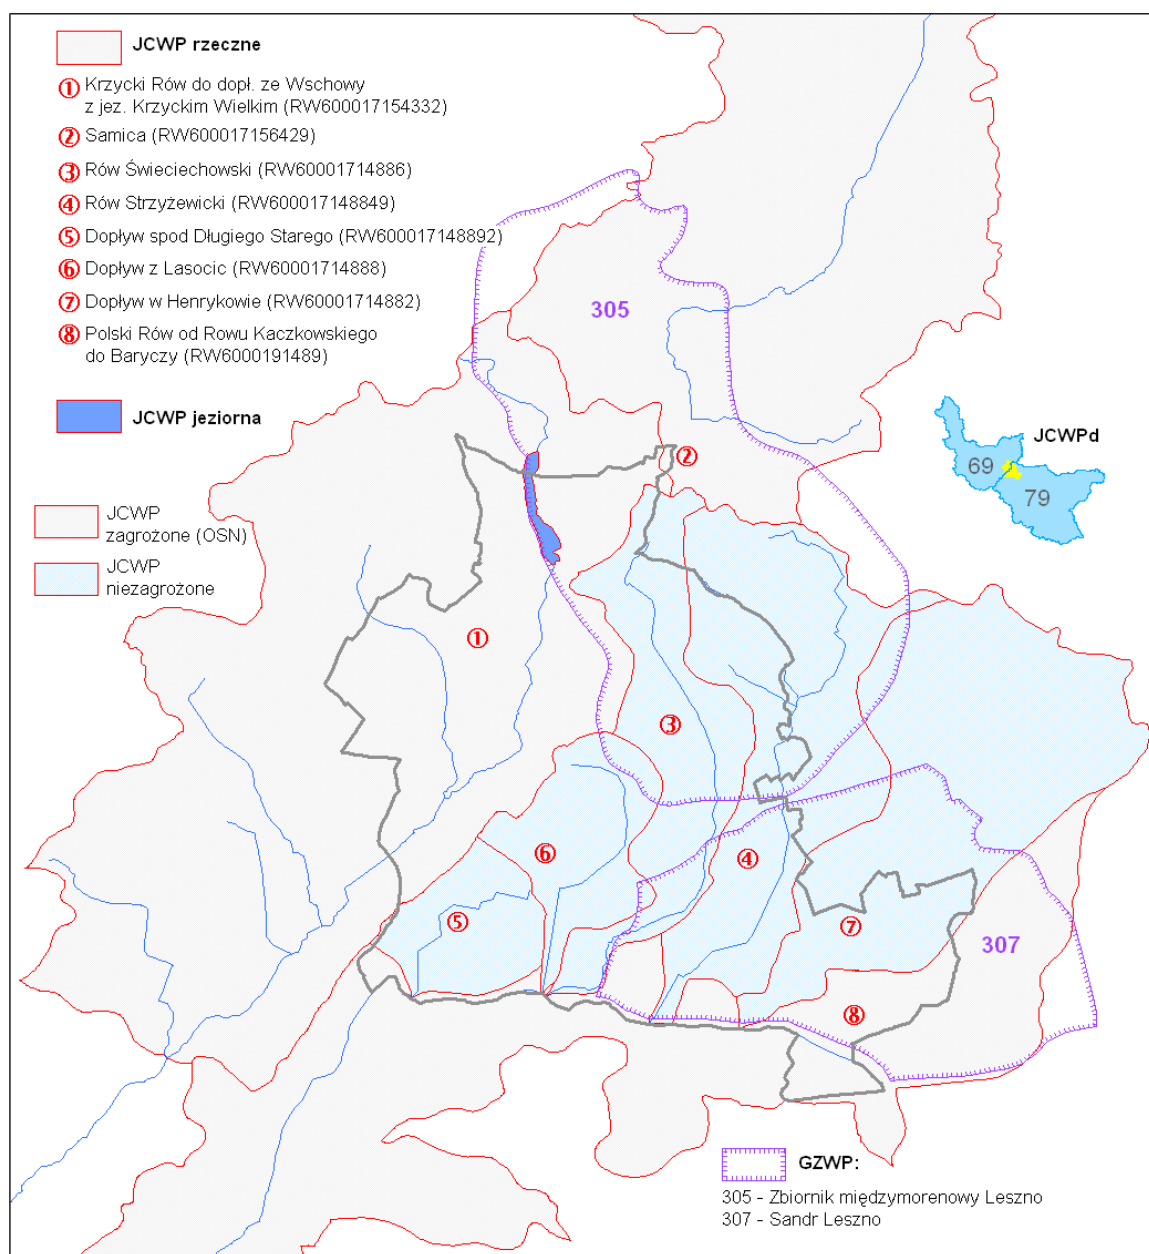 JCWP rzeczne
1 Krzycki Rów do dopł. ze Wschowy
z jez. Krzyckim Wielkim (RW600017154332)
2 Samica (RW600017156429)
3 Rów Święciechowski (RW60001714886)
4 Rów Strzyżewicki (RW600017148849)
5 Dopływ spod Długiego Starego (RW600017148892)
6 Dopływ z Lasocic (RW60001714888)
7 Dopływ w Henrykowie (RW60001714882)
8 Polski Rów od Rowu Kaczkowskiego
do Baryczy (RW6000191489)
JCWP jeziorna
JCWP
zagrożone (OSN)
JCWP
niezagrożone
305
2
JCWPd
69
79
1
3
6
4
5
7
307
8
GZWP:
305 - Zbiornik międzymorenowy Leszno
307 - Sandr Leszno